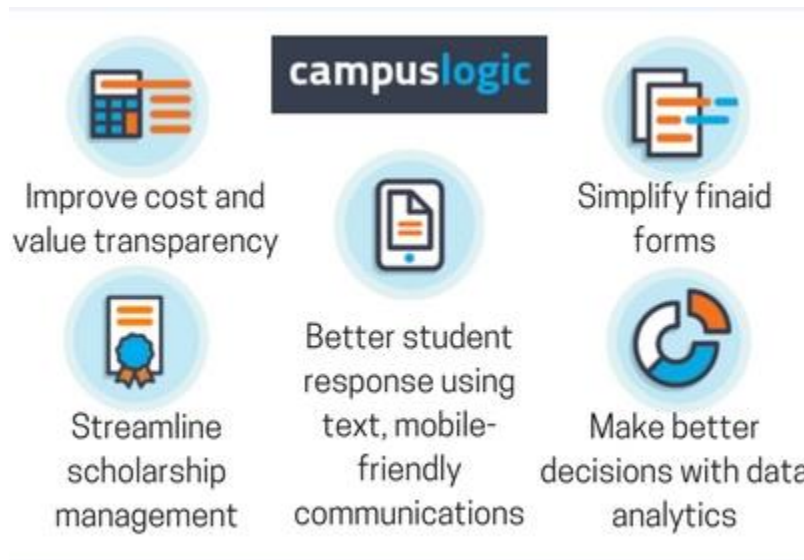 campuslogic
Improve cost and
value transparency
Simplify finaid
forms
Better student
response using
text, mobile-
friendly
communications
Streamline
scholarship
management
Make better
decisions with data
analytics